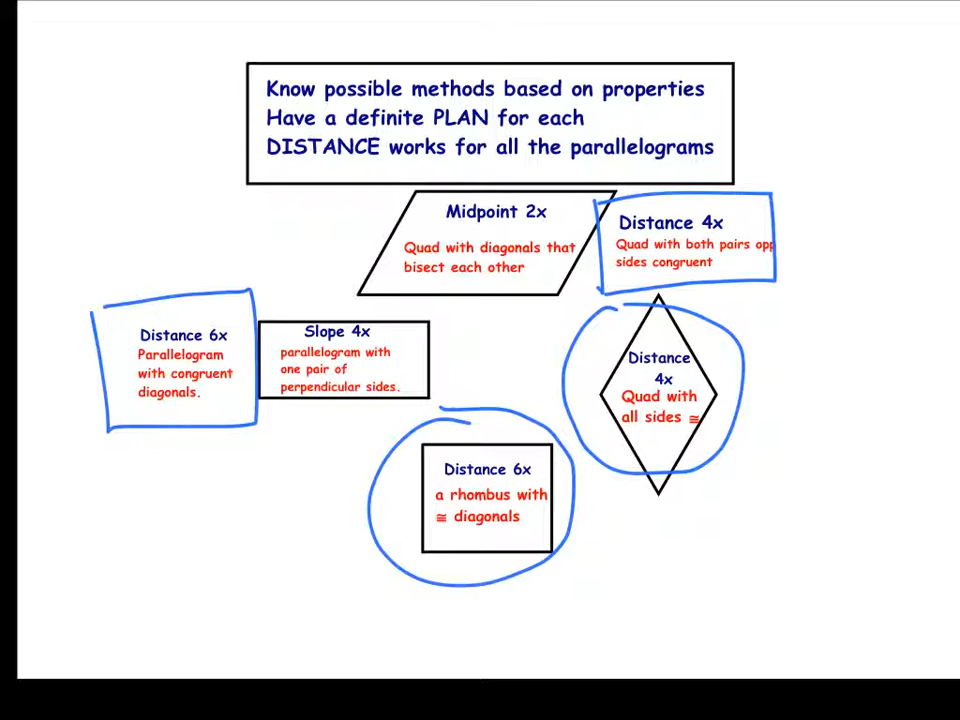 Know possible methods based on properties
Have a definite PLAN for each
DISTANCE works for all the parallelograms
Midpoint 2x
Quad with diagonals that
bisect each other
Distance 4x
Quad with both pairs opp
sides congruent
Distance 6x
Parallelogram
with congruent
diagonals.
Slope 4x
parallelogram with
one pair of
perpendicular sides.
Distance
4x
Quad with
all sides ≅
Distance 6x
a rhombus with
≅ diagonals